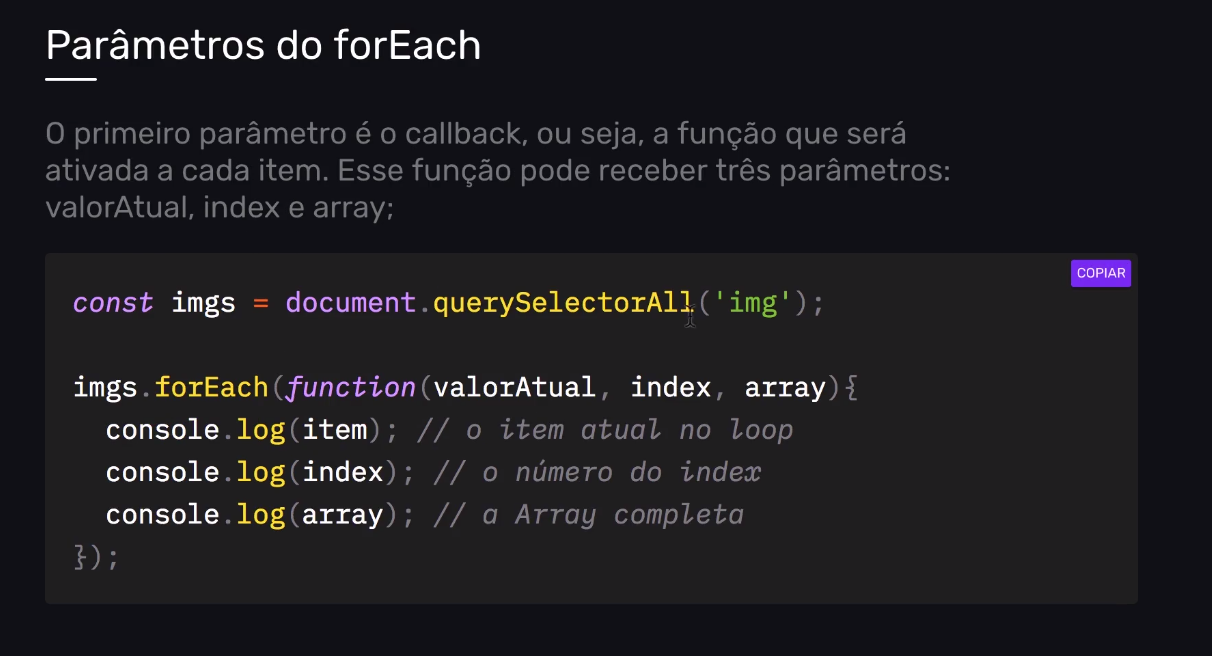 Parâmetros do forEach
O primeiro parâmetro é o callback, ou seja, a função que será
ativada a cada item. Esse função pode receber três parâmetros:
valorAtual, index e array;
COPIAR
const imgs = document.querySelectorAll('img');
imgs.forEach(function(valorAtual, index, array){
  console.log(item); // o item atual no loop
  console.log(index); // o número do index
  console.log(array); // a Array completa
});